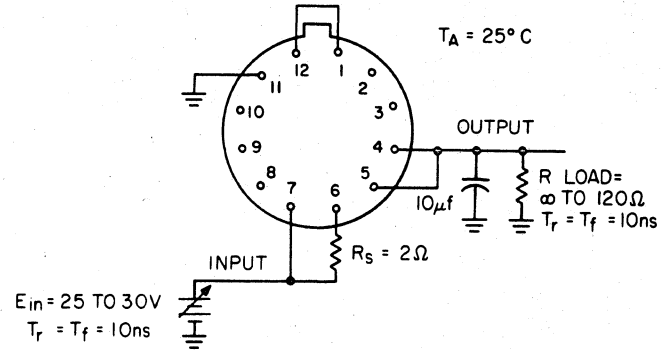 T_A = 25° C
12
1
11
2
10
3
9
4
OUTPUT
8
5
7
6
10μf
R LOAD=
∞ TO 120Ω
T_r = T_f = 10ns
INPUT
R_S = 2Ω
E_in = 25 TO 30V
T_r = T_f = 10ns